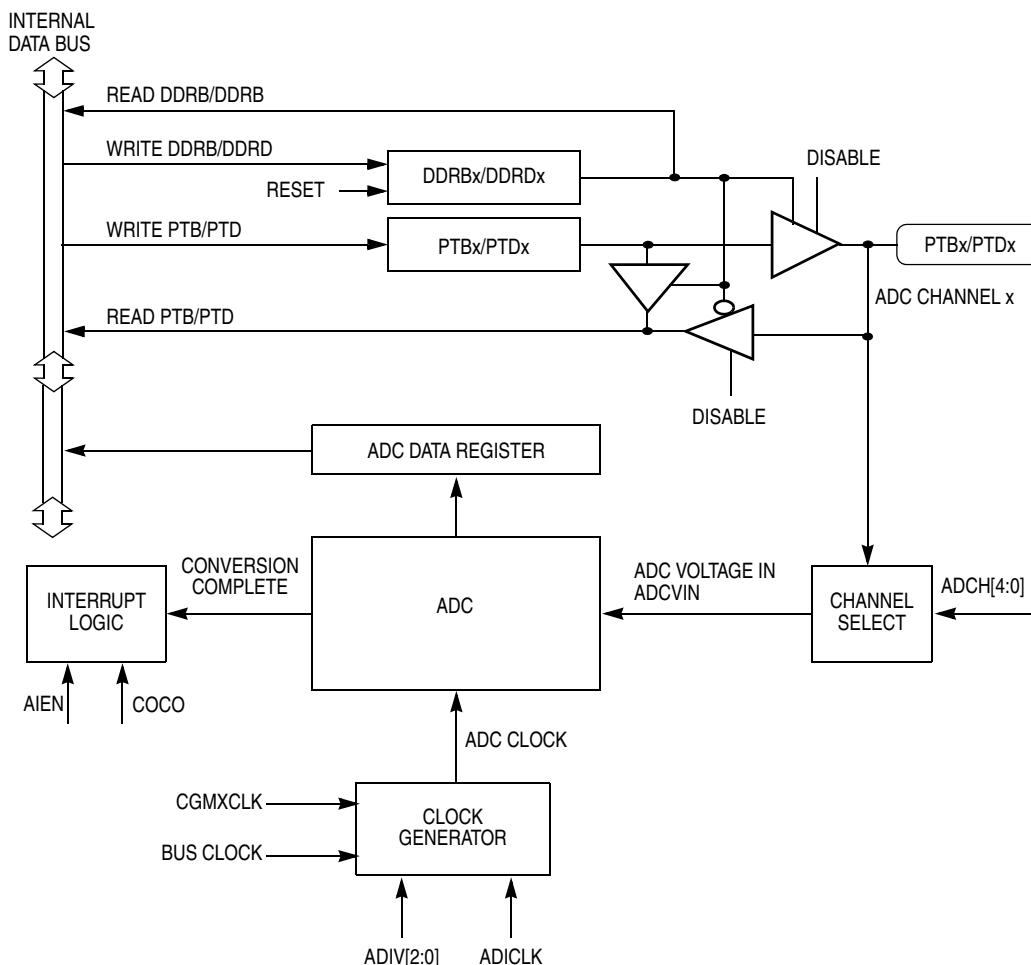 INTERNAL
DATA BUS
READ DDRB/DDRB
WRITE DDRB/DDRD
DISABLE
DDRBx/DDRDx
RESET
WRITE PTB/PTD
PTBx/PTDx
PTBx/PTDx
ADC CHANNEL x
READ PTB/PTD
DISABLE
ADC DATA REGISTER
CONVERSION
COMPLETE
ADC VOLTAGE IN
ADCVIN
INTERRUPT
LOGIC
ADC
CHANNEL
SELECT
ADCH[4:0]
AIEN
COCO
ADC CLOCK
CGMXCLK
CLOCK
GENERATOR
BUS CLOCK
ADIV[2:0]
ADICLK